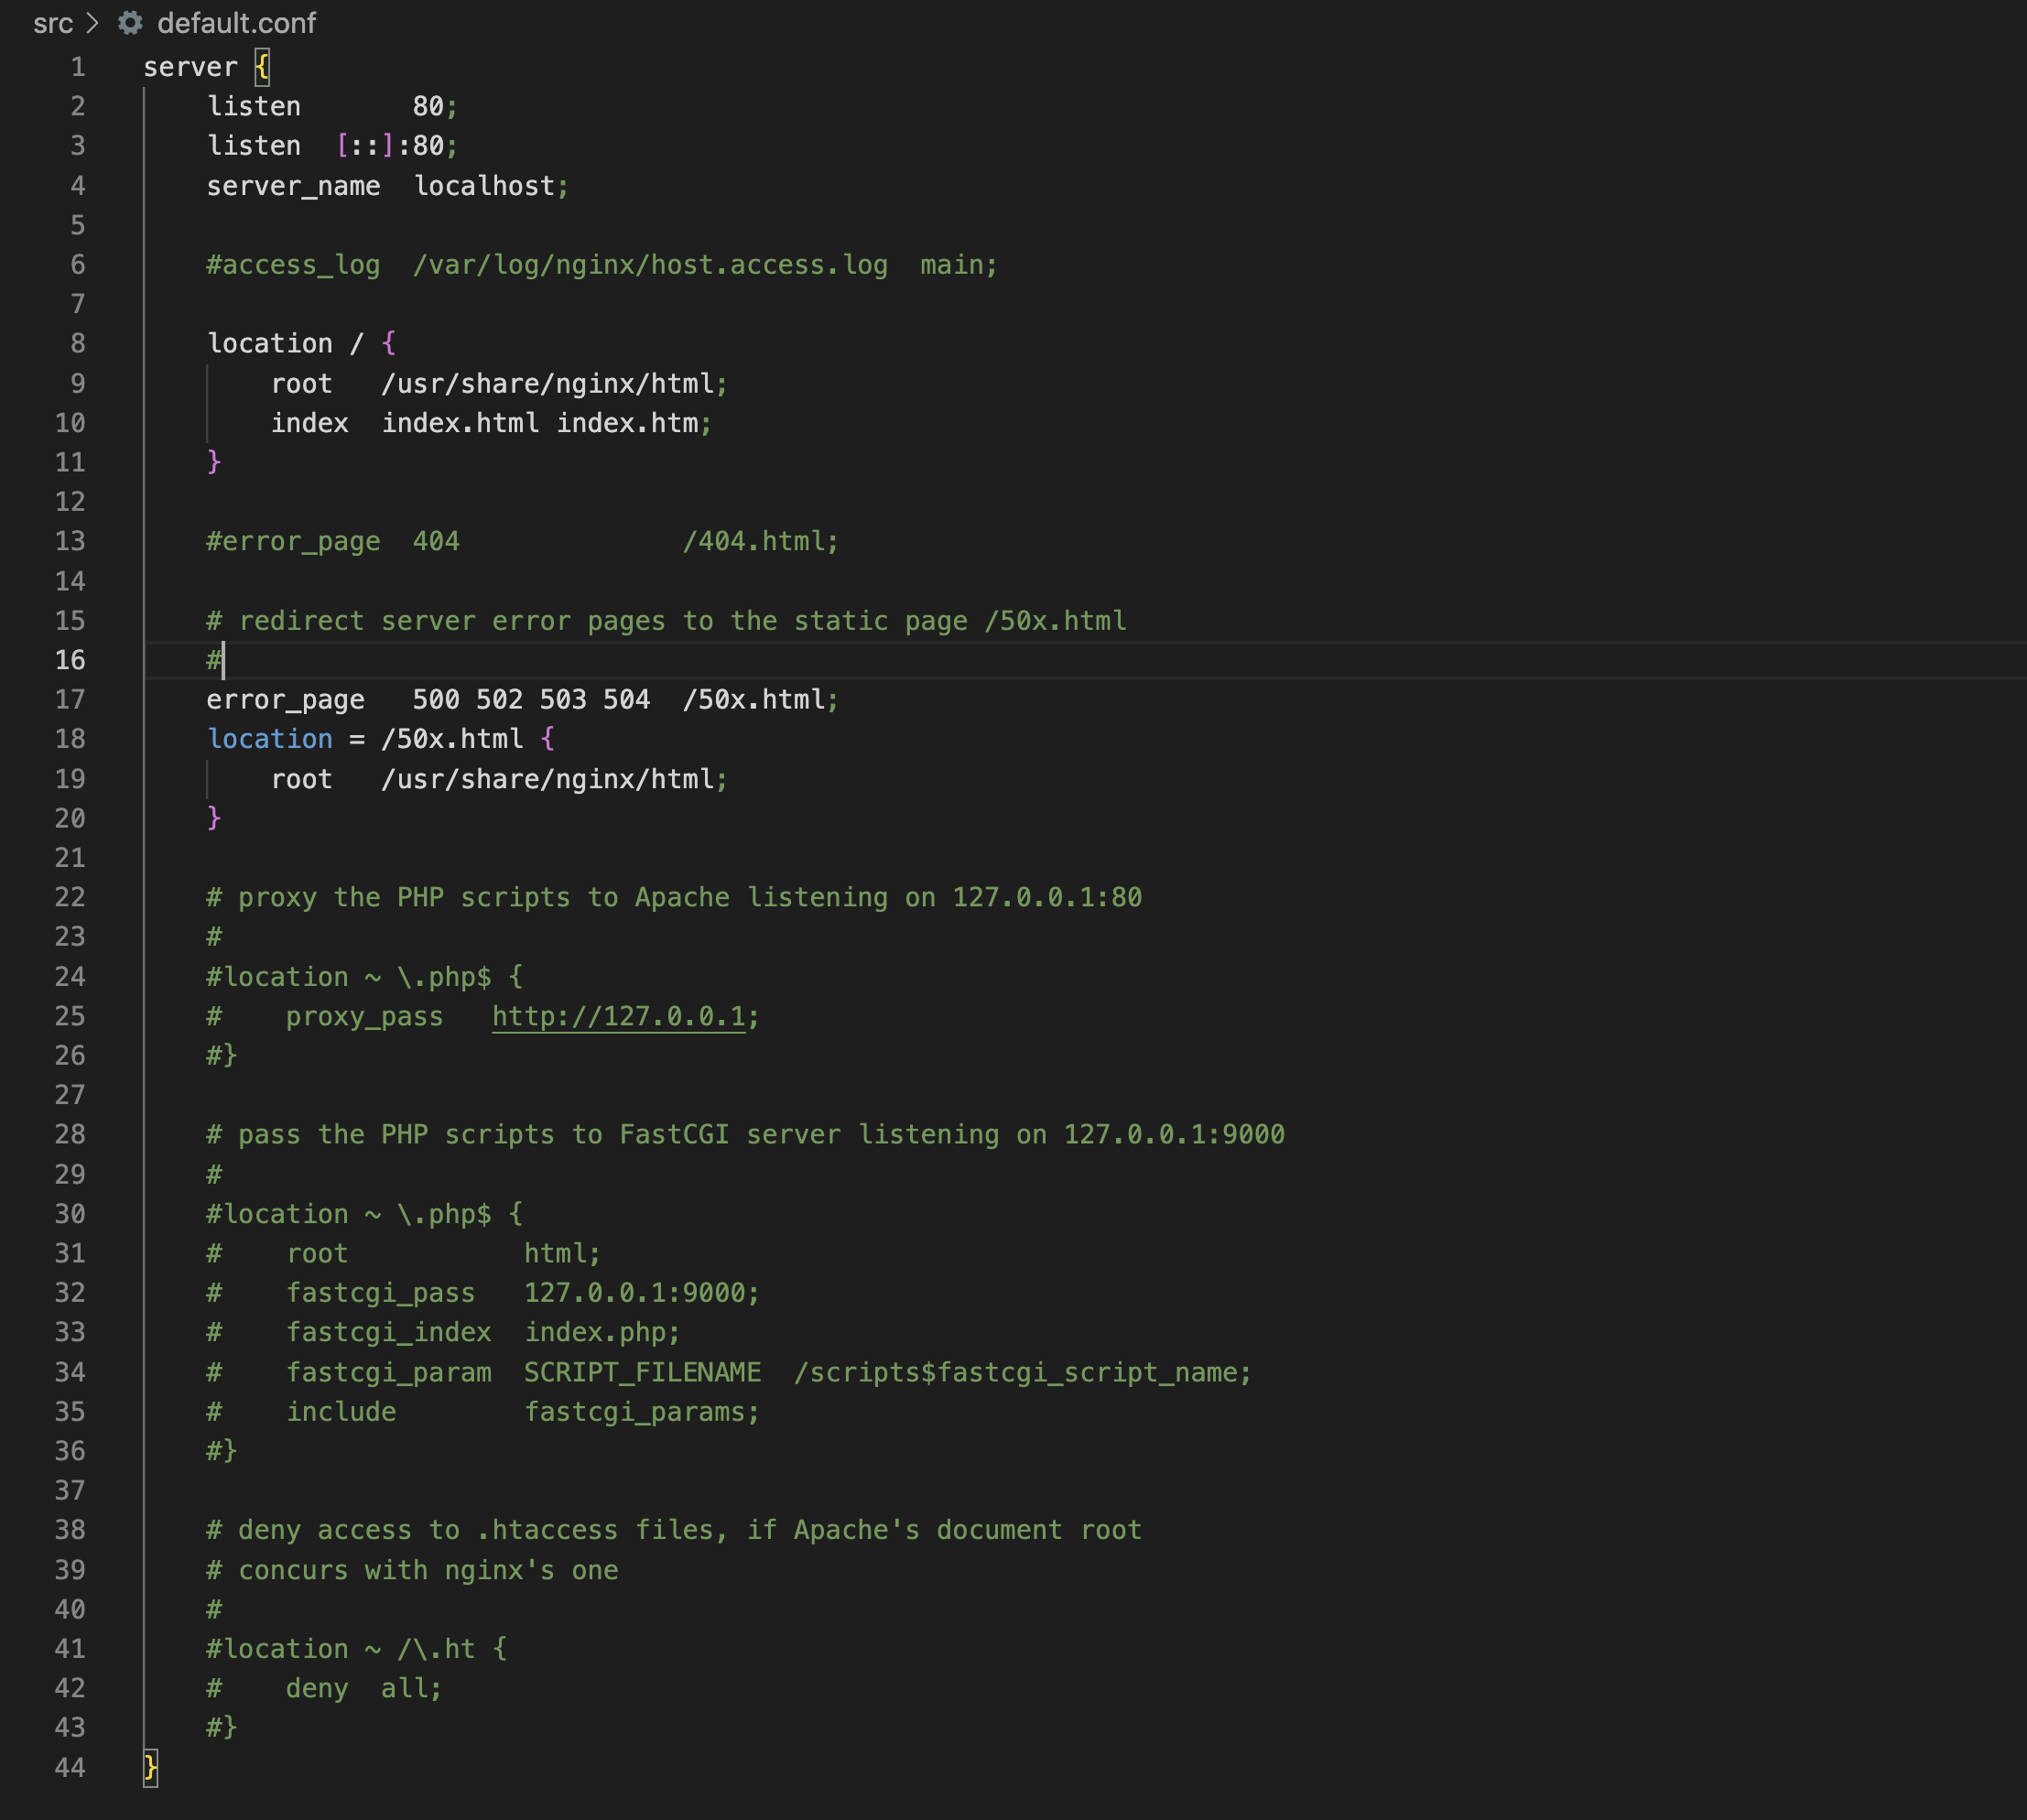 src > default.conf
1 server {
2     listen       80;
3     listen  [::]:80;
4     server_name  localhost;
5
6     #access_log  /var/log/nginx/host.access.log  main;
7
8     location / {
9         root   /usr/share/nginx/html;
10         index  index.html index.htm;
11     }
12
13     #error_page  404              /404.html;
14
15     # redirect server error pages to the static page /50x.html
16     #
17     error_page   500 502 503 504  /50x.html;
18     location = /50x.html {
19         root   /usr/share/nginx/html;
20     }
21
22     # proxy the PHP scripts to Apache listening on 127.0.0.1:80
23     #
24     #location ~ \.php$ {
25     #    proxy_pass   http://127.0.0.1;
26     #}
27
28     # pass the PHP scripts to FastCGI server listening on 127.0.0.1:9000
29     #
30     #location ~ \.php$ {
31     #    root           html;
32     #    fastcgi_pass   127.0.0.1:9000;
33     #    fastcgi_index  index.php;
34     #    fastcgi_param  SCRIPT_FILENAME  /scripts$fastcgi_script_name;
35     #    include        fastcgi_params;
36     #}
37
38     # deny access to .htaccess files, if Apache's document root
39     # concurs with nginx's one
40     #
41     #location ~ /\.ht {
42     #    deny  all;
43     #}
44 }